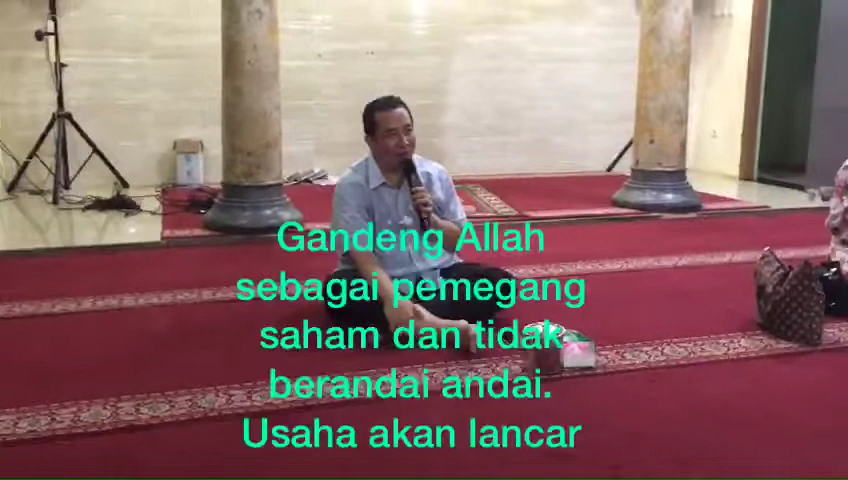 Gandeng Allah
sebagai pemegang
saham dan tidak
berandai andai.
Usaha akan lancar